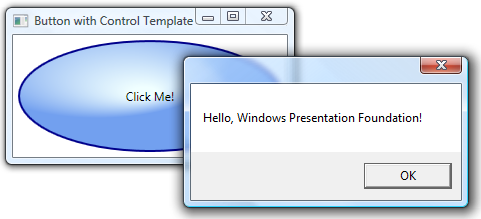 Button with Control Template
Click Me!
Hello, Windows Presentation Foundation!
OK